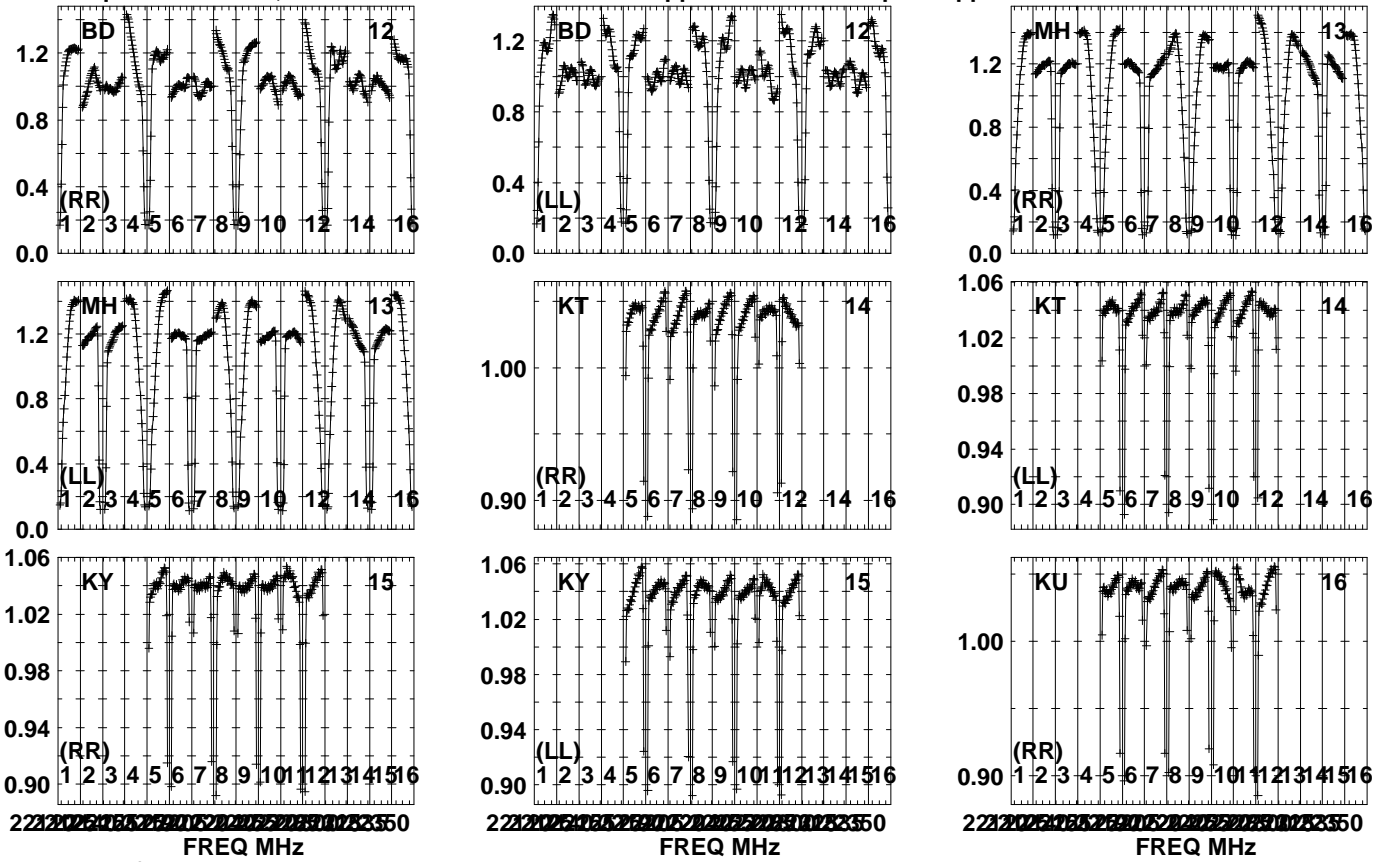 BD 12
1.2
0.8
0.4
0.0
(RR)
1 2 3 4 5 6 7 8 9 10 12 14 16
BD 12
1.2
0.8
0.4
0.0
(LL)
1 2 3 4 5 6 7 8 9 10 12 14 16
MH 13
1.2
0.8
0.4
0.0
(RR)
1 2 3 4 5 6 7 8 9 10 12 14 16
MH 13
1.2
0.8
0.4
0.0
(LL)
1 2 3 4 5 6 7 8 9 10 12 14 16
KT 14
1.00
0.90
(RR)
1 2 3 4 5 6 7 8 9 10 12 14 16
KT 14
1.06
1.02
0.98
0.94
0.90
(LL)
1 2 3 4 5 6 7 8 9 10 12 14 16
KY 15
1.06
1.02
0.98
0.94
0.90
(RR)
1 2 3 4 5 6 7 8 9 10 11 12 13 14 15 16
FREQ MHz
KY 15
1.06
1.02
0.98
0.94
0.90
(LL)
1 2 3 4 5 6 7 8 9 10 11 12 13 14 15 16
FREQ MHz
KU 16
1.00
0.90
(RR)
1 2 3 4 5 6 7 8 9 10 11 12 13 14 15 16
FREQ MHz